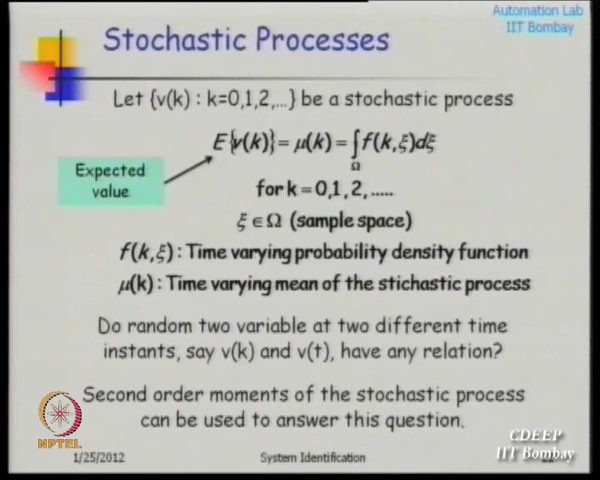 Automation Lab
IIT Bombay
Stochastic Processes
Let {v(k) : k=0,1,2,...} be a stochastic process
E{v(k)} = μ(k) = ∫_Ω f(k,ξ)dξ
Expected
value
for k = 0,1, 2, .....
ξ ∈ Ω (sample space)
f(k,ξ) : Time varying probability density function
μ(k) : Time varying mean of the stichastic process
Do random two variable at two different time
instants, say v(k) and v(t), have any relation?
Second order moments of the stochastic process
can be used to answer this question.
NPTEL
CDEEP
IIT Bombay
1/25/2012
System Identification